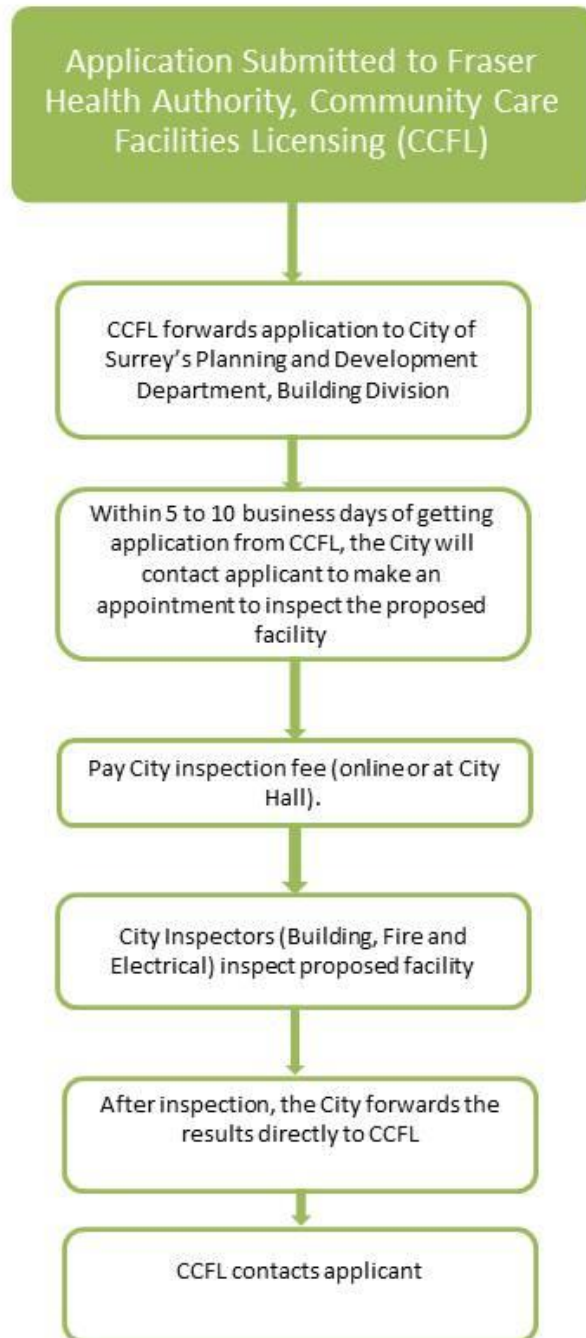 Application Submitted to Fraser
Health Authority, Community Care
Facilities Licensing (CCFL)
CCFL forwards application to City of
Surrey's Planning and Development
Department, Building Division
Within 5 to 10 business days of getting
application from CCFL, the City will
contact applicant to make an
appointment to inspect the proposed
facility
Pay City inspection fee (online or at City
Hall).
City Inspectors (Building, Fire and
Electrical) inspect proposed facility
After inspection, the City forwards the
results directly to CCFL
CCFL contacts applicant